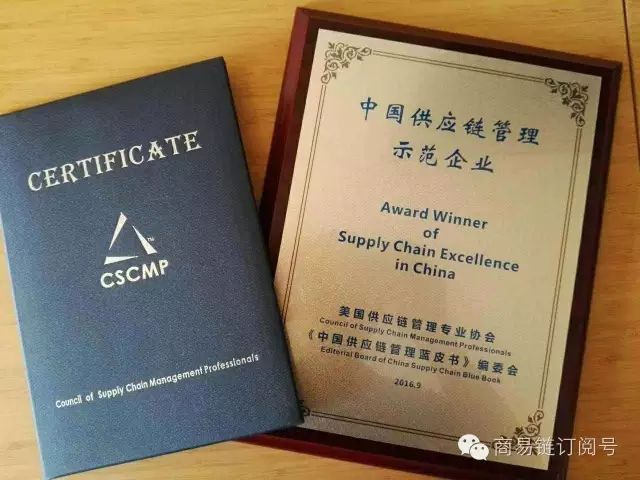 CERTIFICATE
TM
CSCMP
Council of Supply Chain Management Professionals
中国供应链管理
示范企业
Award Winner
of
Supply Chain Excellence
in China
美国供应链管理专业协会
Council of Supply Chain Management Professionals
《中国供应链管理蓝皮书》编委会
Editorial Board of China Supply Chain Blue Book
2016.9
商易链订阅号